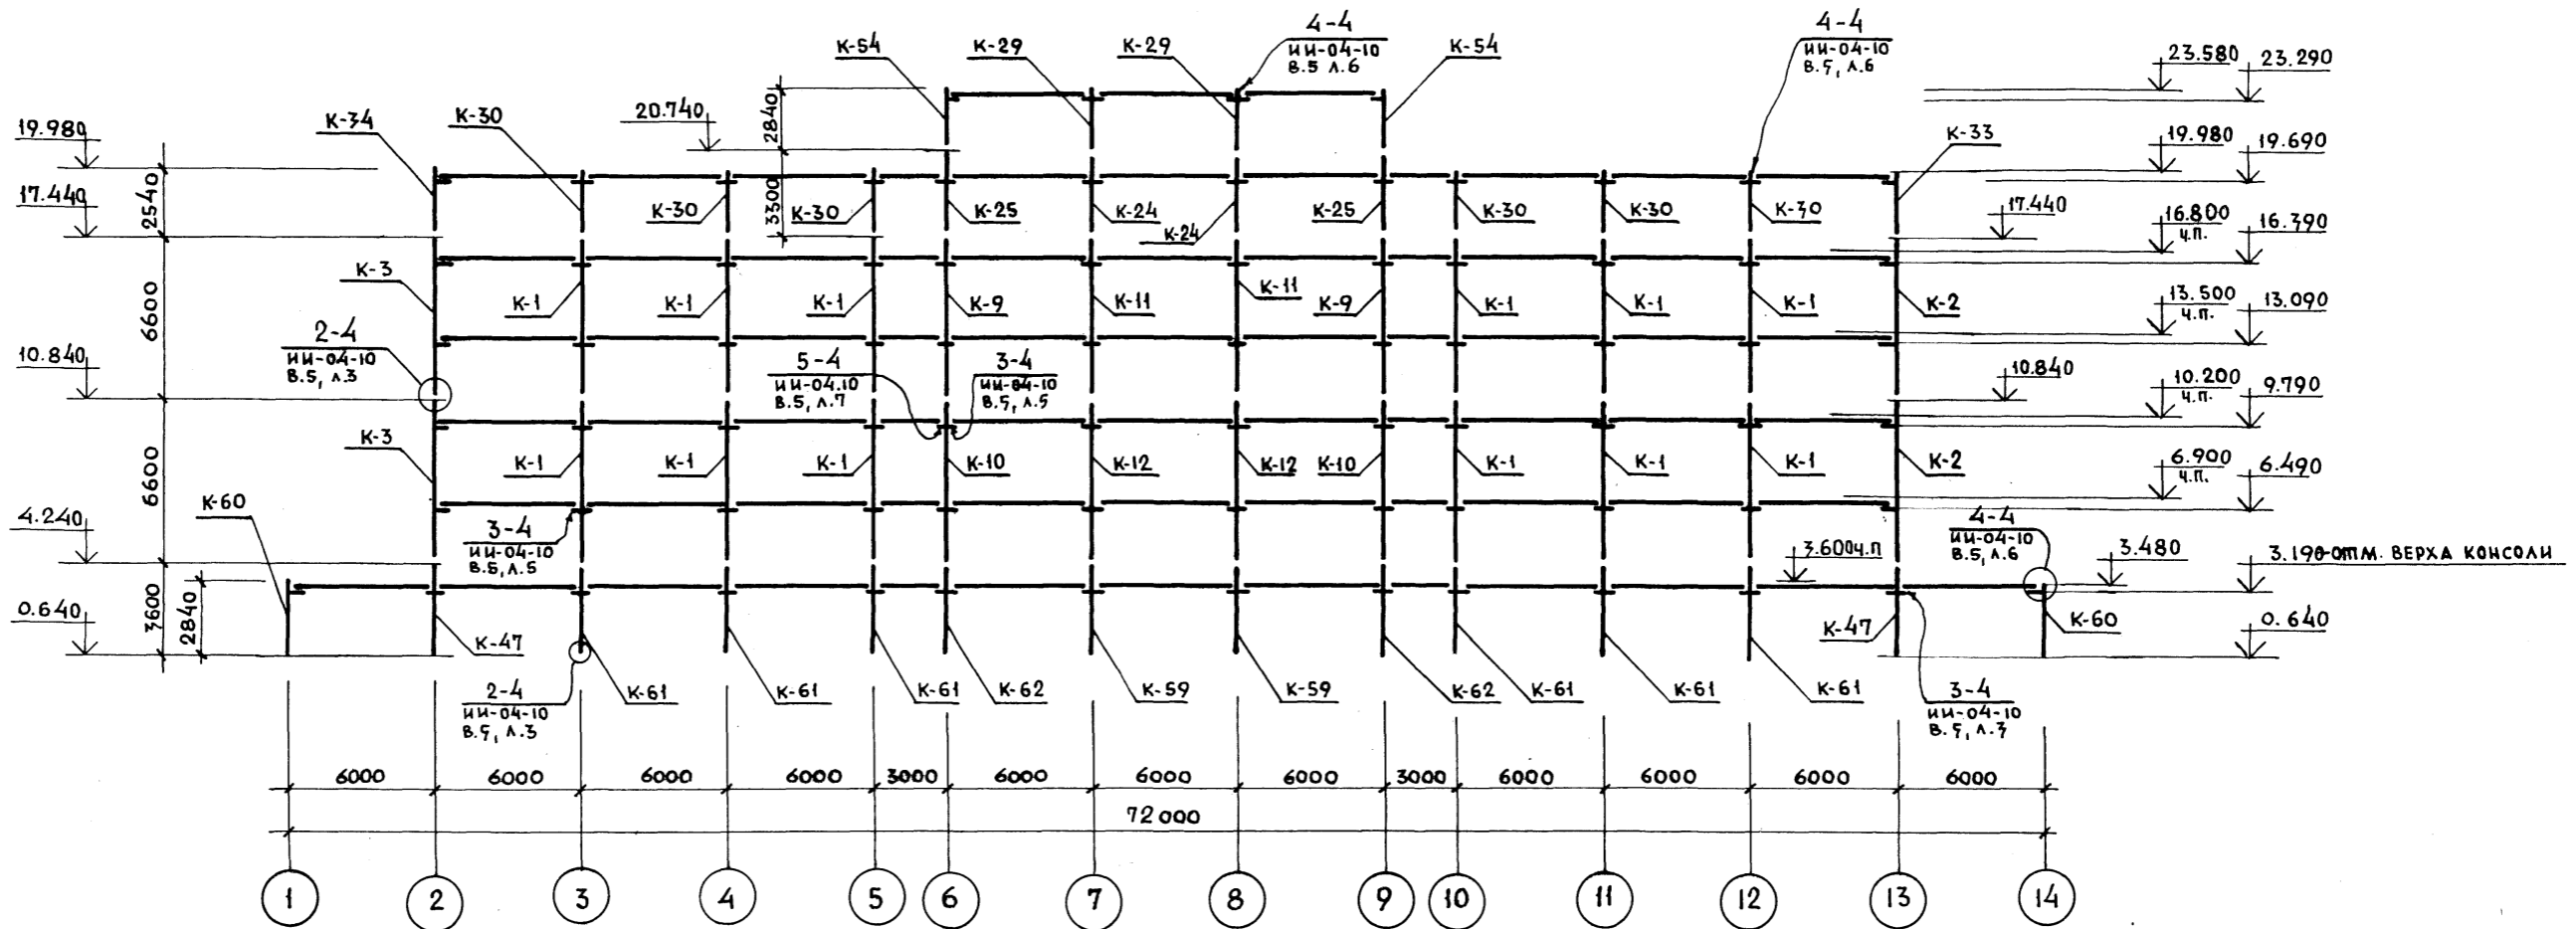 4-4
ИИ-04-10
В.5 Л.6
4-4
ИИ-04-10
В.5, Л.6
К-54
К-29
К-29
К-54
23.580
23.290
2840
20.740
К-34
К-30
19.980
19.980
19.690
К-33
2540
3300
17.440
К-30
К-30
К-25
К-24
К-24
К-25
К-30
К-30
К-30
17.440
16.800
ч.п.
16.390
К-3
К-1
К-1
К-1
К-9
К-11
К-11
К-9
К-1
К-1
К-1
К-2
13.500
ч.п.
13.090
6600
2-4
ИИ-04-10
В.5, Л.3
10.840
5-4
ИИ-04.10
В.5, Л.7
3-4
ИИ-04-10
В.5, Л.5
10.840
10.200
ч.п.
9.790
К-3
К-1
К-1
К-1
К-10
К-12
К-12
К-10
К-1
К-1
К-1
К-2
6.900
ч.п.
6.490
6600
К-60
4.240
3-4
ИИ-04-10
В.5, Л.5
4-4
ИИ-04-10
В.5, Л.6
3.600ч.п
3.480
3.190-ОТМ. ВЕРХА КОНСОЛИ
3600
2840
0.640
К-47
К-47
К-60
0.640
2-4
ИИ-04-10
В.5, Л.3
К-61
К-61
К-61
К-62
К-59
К-59
К-62
К-61
К-61
К-61
3-4
ИИ-04-10
В.5, Л.3
6000
6000
6000
6000
3000
6000
6000
6000
3000
6000
6000
6000
6000
72000
1
2
3
4
5
6
7
8
9
10
11
12
13
14